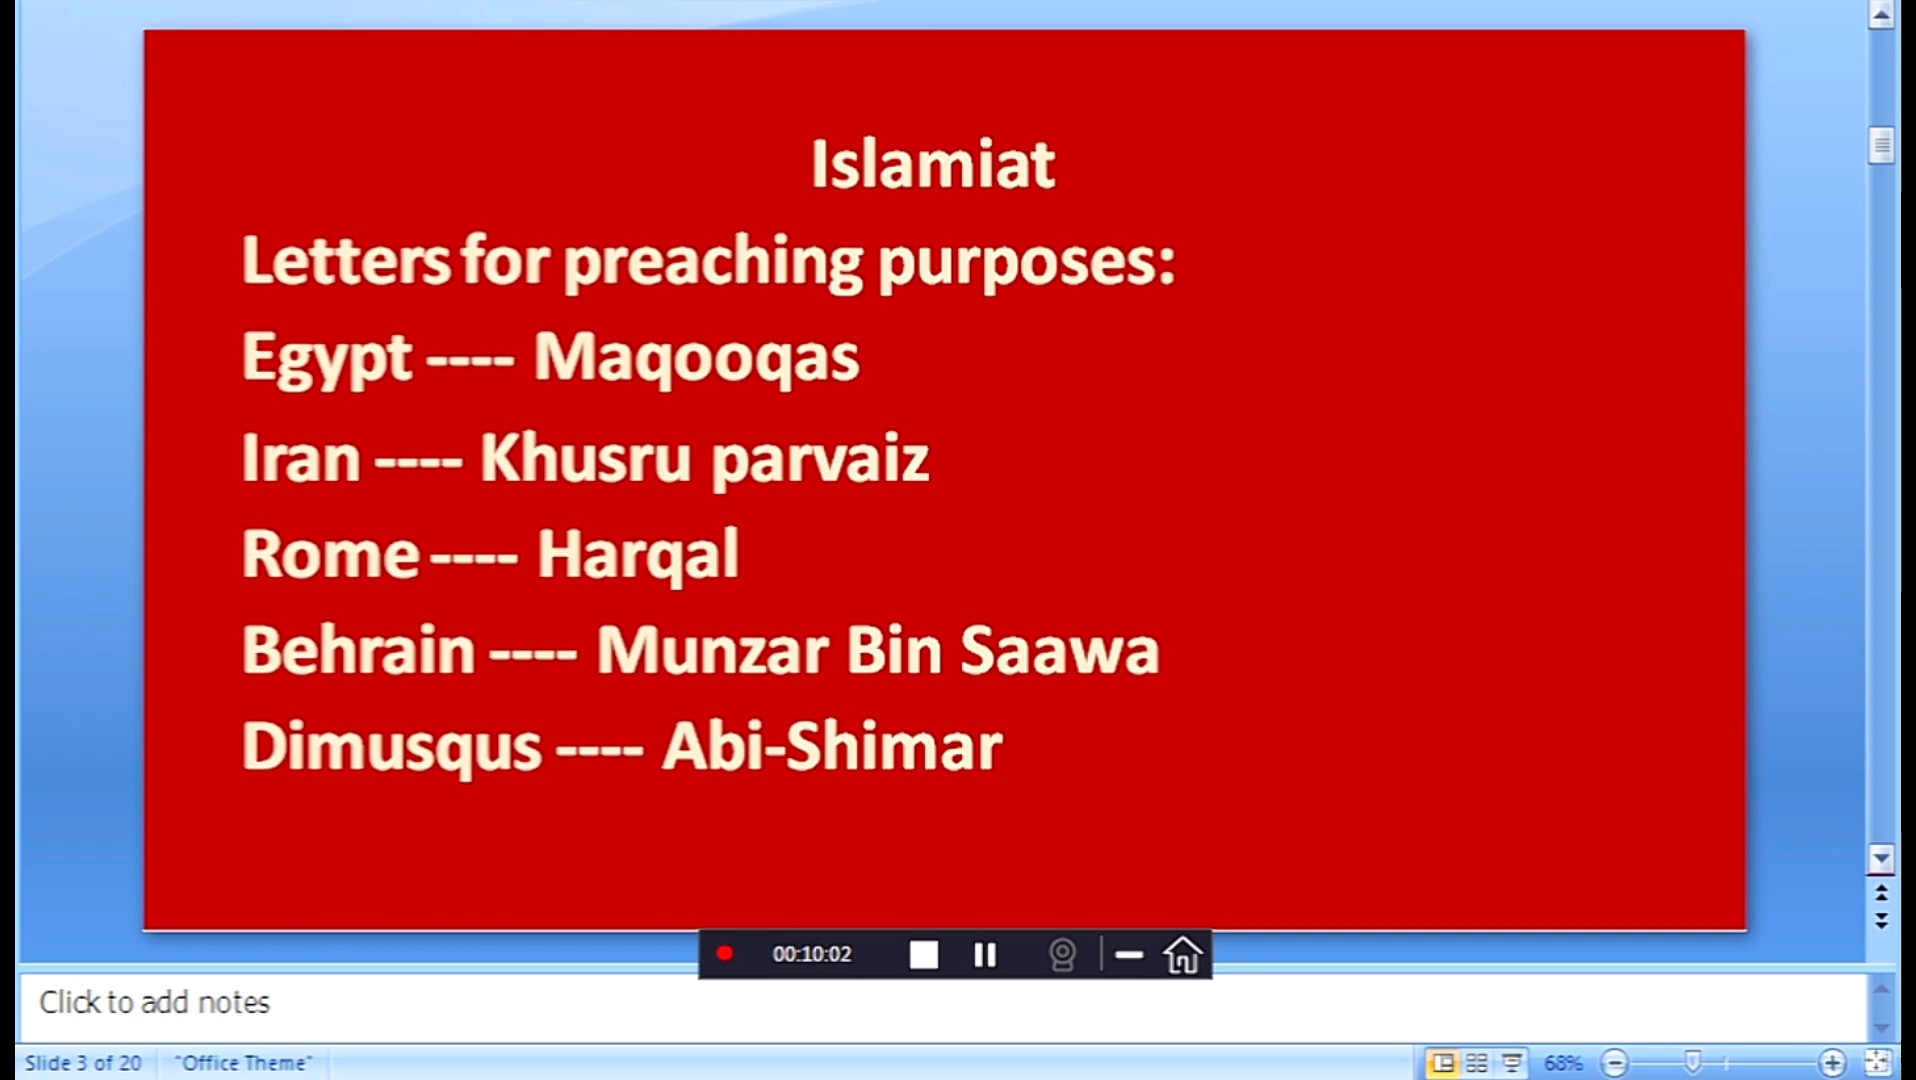 Islamiat
Letters for preaching purposes:
Egypt ---- Maqooqas
Iran ---- Khusru parvaiz
Rome ---- Harqal
Behrain ---- Munzar Bin Saawa
Dimusqus ---- Abi-Shimar
00:10:02
Click to add notes
Slide 3 of 20 "Office Theme" 68%